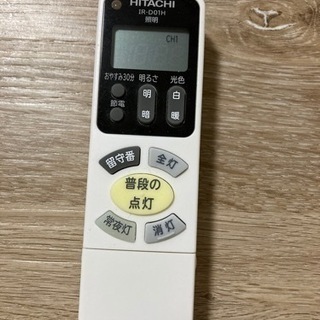 HITACHI
IR-D01H
照明
CH1
おやすみ30分 明るさ 光色
明 白
節電
暗 暖
留守番 全灯
普段の
点灯
常夜灯 消灯